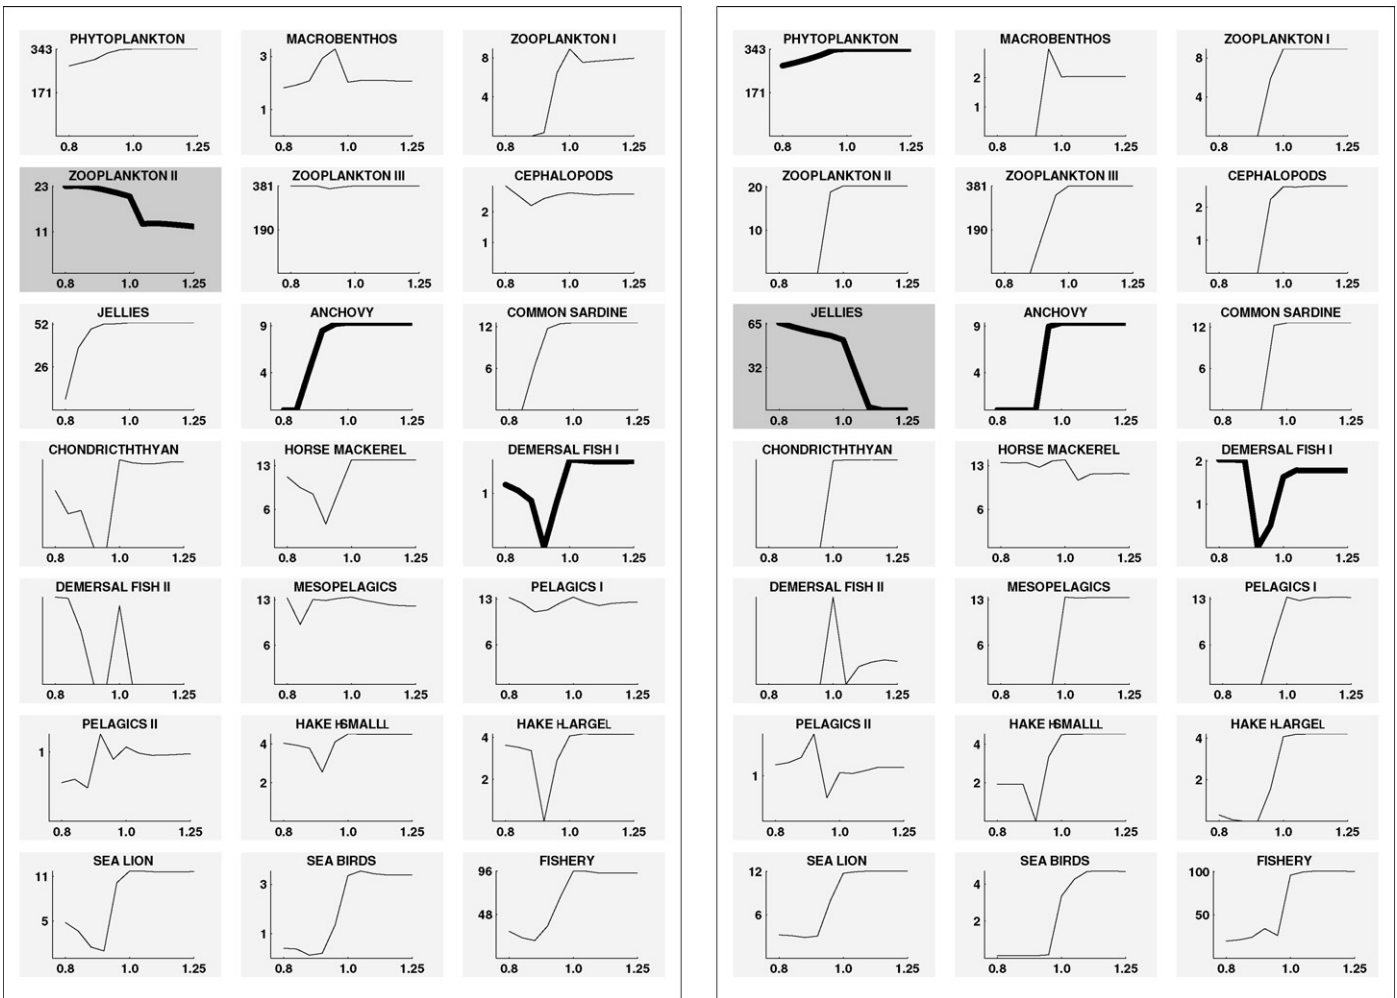 PHYTOPLANKTON MACROBENTHOS ZOOPLANKTON I
343 171 0.8 1.0 1.25 3 1 0.8 1.0 1.25 8 4 0.8 1.0 1.25
ZOOPLANKTON II ZOOPLANKTON III CEPHALOPODS
23 11 0.8 1.0 1.25 381 190 0.8 1.0 1.25 2 1 0.8 1.0 1.25
JELLIES ANCHOVY COMMON SARDINE
52 26 0.8 1.0 1.25 9 4 0.8 1.0 1.25 12 6 0.8 1.0 1.25
CHONDRICTHTHYAN HORSE MACKEREL DEMERSAL FISH I
0.8 1.0 1.25 13 6 0.8 1.0 1.25 1 0.8 1.0 1.25
DEMERSAL FISH II MESOPELAGICS PELAGICS I
0.8 1.0 1.25 13 6 0.8 1.0 1.25 13 6 0.8 1.0 1.25
PELAGICS II HAKE SMALL HAKE LARGE
1 0.8 1.0 1.25 4 2 0.8 1.0 1.25 4 2 0.8 1.0 1.25
SEA LION SEA BIRDS FISHERY
11 5 0.8 1.0 1.25 3 1 0.8 1.0 1.25 96 48 0.8 1.0 1.25
PHYTOPLANKTON MACROBENTHOS ZOOPLANKTON I
343 171 0.8 1.0 1.25 2 1 0.8 1.0 1.25 8 4 0.8 1.0 1.25
ZOOPLANKTON II ZOOPLANKTON III CEPHALOPODS
20 10 0.8 1.0 1.25 381 190 0.8 1.0 1.25 2 1 0.8 1.0 1.25
JELLIES ANCHOVY COMMON SARDINE
65 32 0.8 1.0 1.25 9 4 0.8 1.0 1.25 12 6 0.8 1.0 1.25
CHONDRICTHTHYAN HORSE MACKEREL DEMERSAL FISH I
0.8 1.0 1.25 13 6 0.8 1.0 1.25 2 1 0.8 1.0 1.25
DEMERSAL FISH II MESOPELAGICS PELAGICS I
0.8 1.0 1.25 13 6 0.8 1.0 1.25 13 6 0.8 1.0 1.25
PELAGICS II HAKE SMALL HAKE LARGE
1 0.8 1.0 1.25 4 2 0.8 1.0 1.25 4 2 0.8 1.0 1.25
SEA LION SEA BIRDS FISHERY
12 6 0.8 1.0 1.25 4 2 0.8 1.0 1.25 100 50 0.8 1.0 1.25